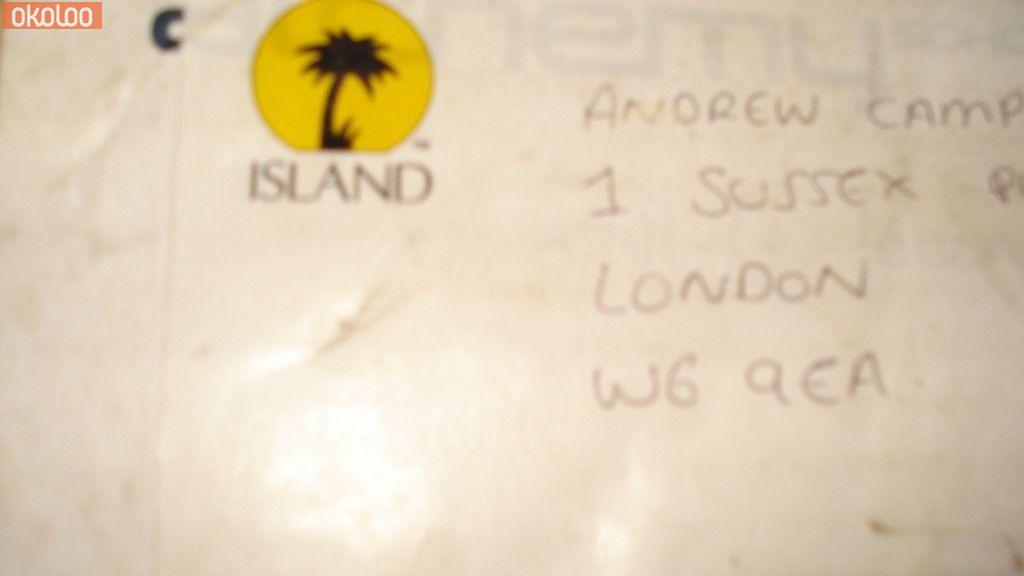 OKOLOO
ISLAND
ANDREW CAMP
1 SUSSEX
LONDON
W6 9EA